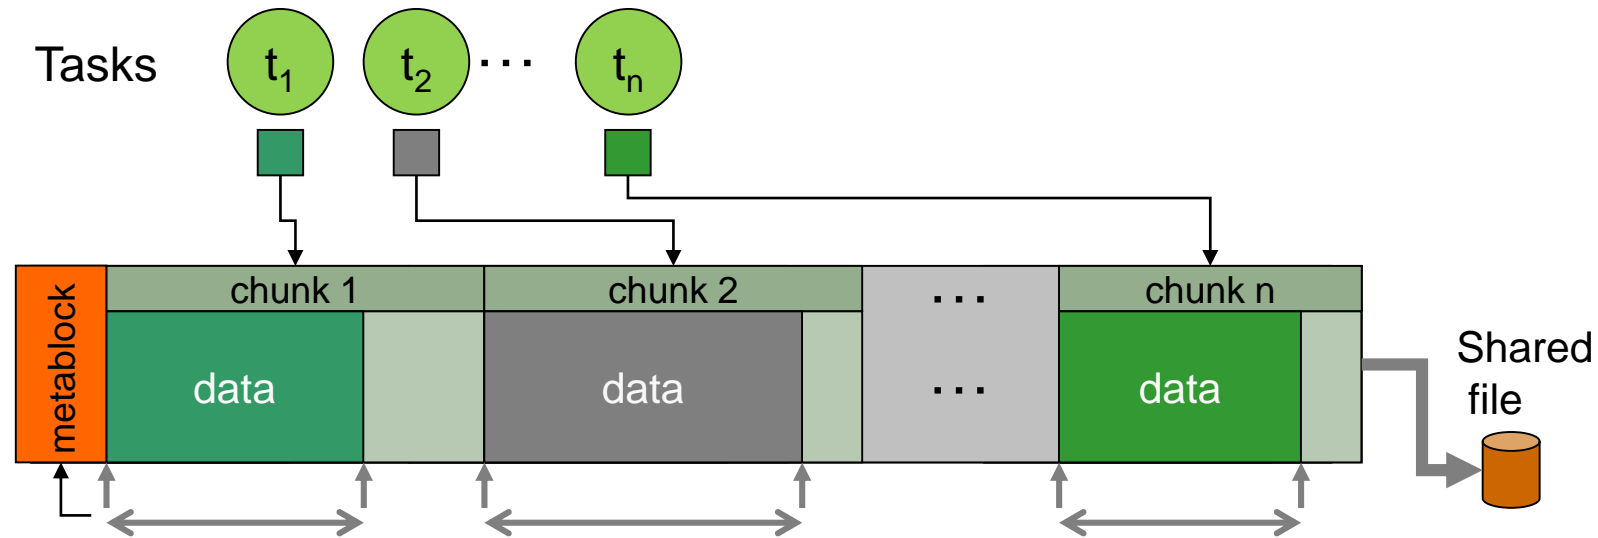 Tasks
t1
t2
...
tn
metablock
chunk 1
chunk 2
...
chunk n
data
data
...
data
Shared
file